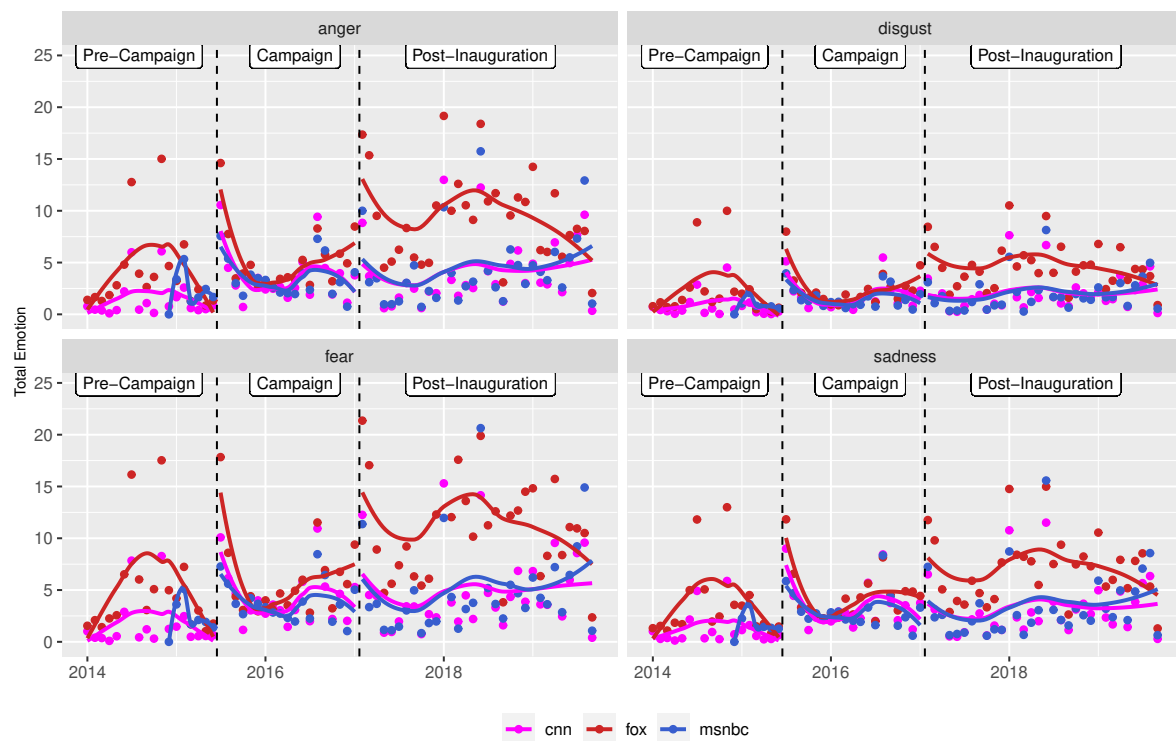 anger
disgust
Pre−Campaign Campaign Post−Inauguration
Pre−Campaign Campaign Post−Inauguration
25
20
15
10
5
0
fear
sadness
Pre−Campaign Campaign Post−Inauguration
Pre−Campaign Campaign Post−Inauguration
25
20
15
10
5
0
Total Emotion
2014 2016 2018
2014 2016 2018
cnn fox msnbc